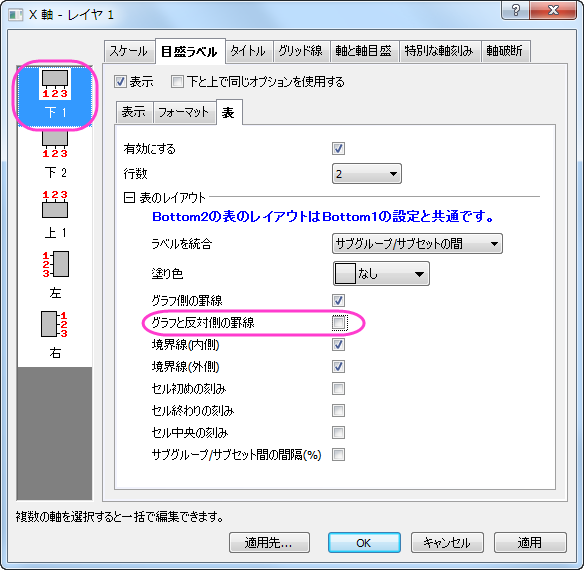 X 軸 - レイヤ 1
スケール 目盛ラベル タイトル グリッド線 軸と軸目盛 特別な軸刻み 軸破断
123
下 1
123
下 2
123
上 1
1
2
3
左
1
2
3
右
表示 下と上で同じオプションを使用する
表示 フォーマット 表
有効にする
行数 2
表のレイアウト
Bottom2の表のレイアウトはBottom1の設定と共通です。
ラベルを統合 サブグループ/サブセットの間
塗り色 なし
グラフ側の罫線
グラフと反対側の罫線
境界線(内側)
境界線(外側)
セル初めの刻み
セル終わりの刻み
セル中央の刻み
サブグループ/サブセット間の間隔(%)
複数の軸を選択すると一括で編集できます。
適用先... OK キャンセル 適用